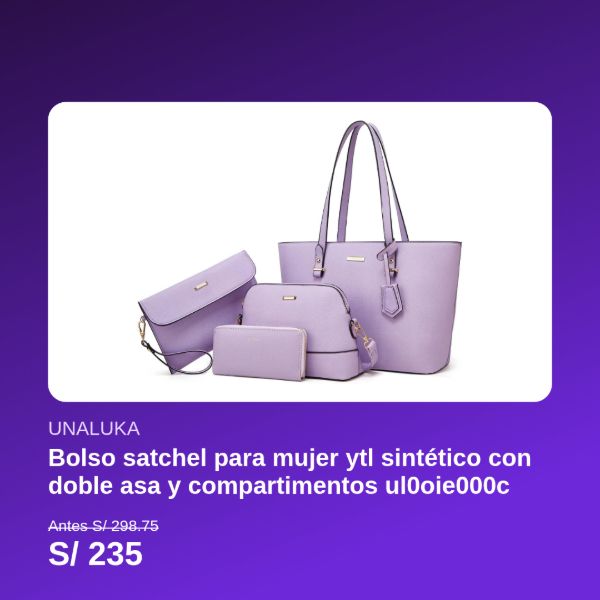 UNALUKA
Bolso satchel para mujer ytl sintético con
doble asa y compartimentos ul0oie000c
Antes S/ 298.75
S/ 235